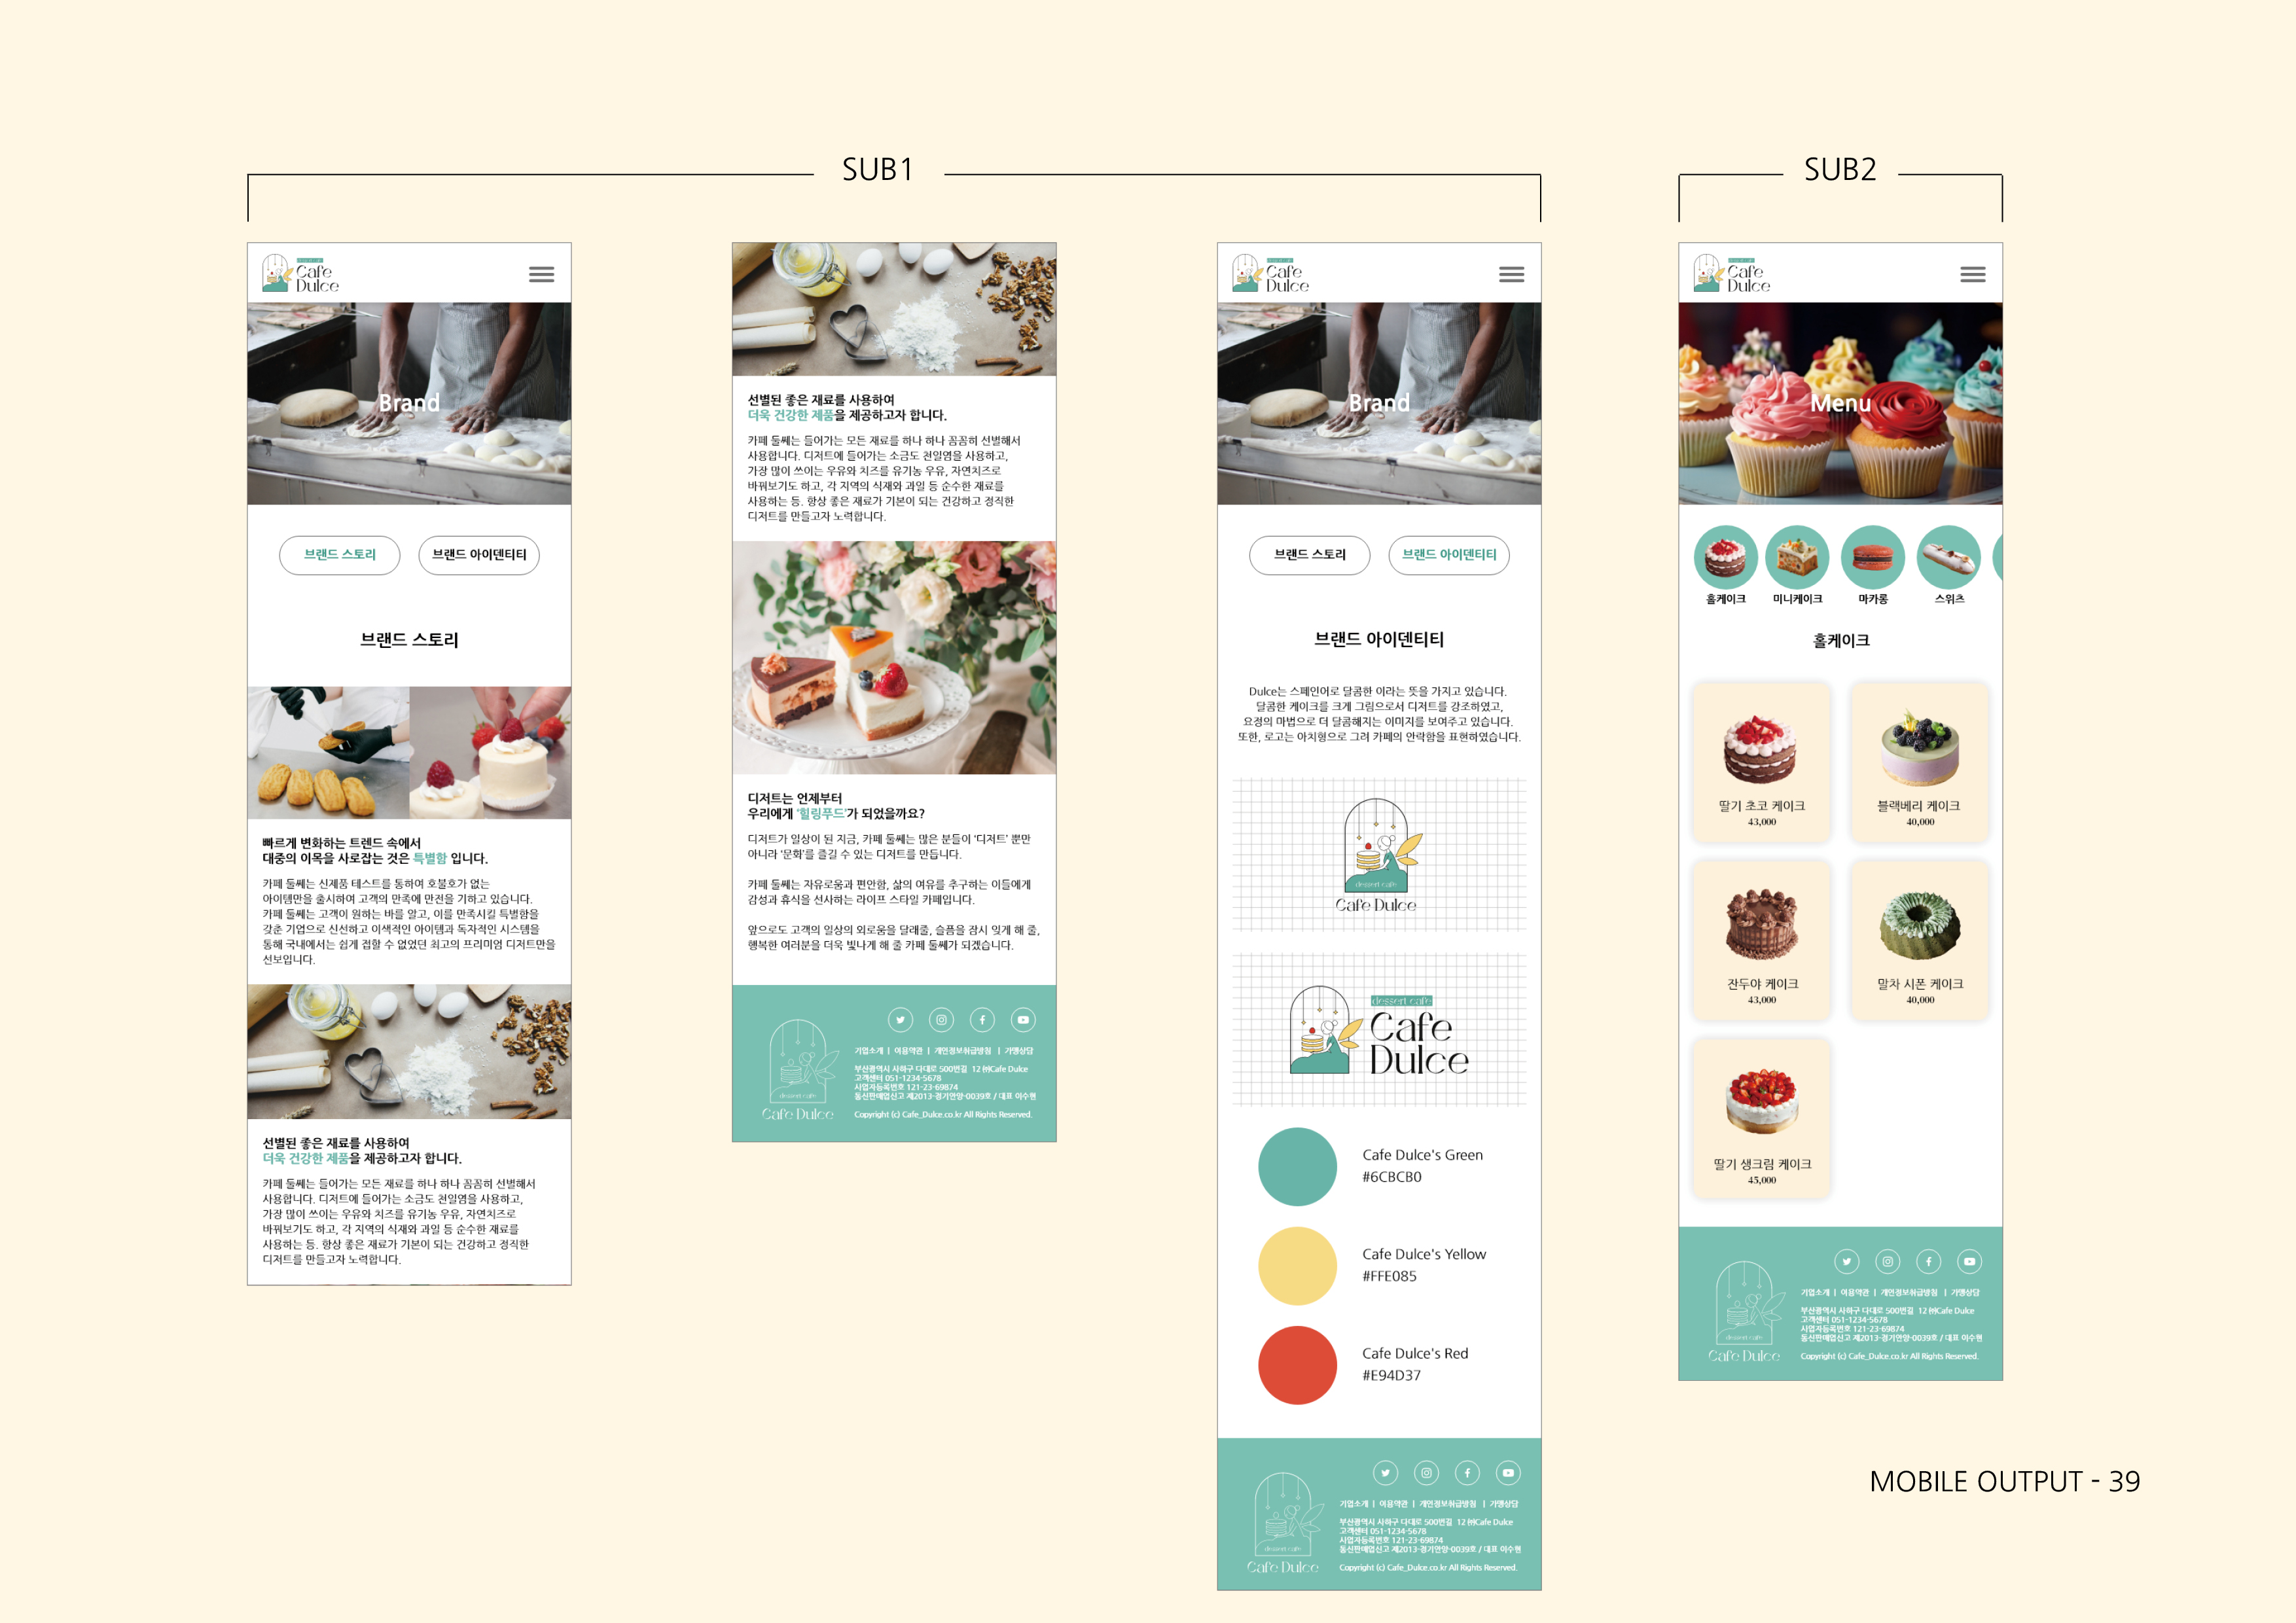 SUB1
SUB2
dessert cafe
Cafe
Dulce
Brand
브랜드 스토리
브랜드 아이덴티티
브랜드 스토리
빠르게 변화하는 트렌드 속에서
대중의 이목을 사로잡는 것은 특별함 입니다.
카페 둘쎄는 신제품 테스트를 통하여 호불호가 없는
아이템만을 출시하여 고객의 만족에 만전을 기하고 있습니다.
카페 둘쎄는 고객이 원하는 바를 알고, 이를 만족시킬 특별함을
갖춘 기업으로 신선하고 이색적인 아이템과 독자적인 시스템을
통해 국내에서는 쉽게 접할 수 없었던 최고의 프리미엄 디저트만을
선보입니다.
선별된 좋은 재료를 사용하여
더욱 건강한 제품을 제공하고자 합니다.
카페 둘쎄는 들어가는 모든 재료를 하나 하나 꼼꼼히 선별해서
사용합니다. 디저트에 들어가는 소금도 천일염을 사용하고,
가장 많이 쓰이는 우유와 치즈를 유기농 우유, 자연치즈로
바꿔보기도 하고, 각 지역의 식재와 과일 등 순수한 재료를
사용하는 등. 항상 좋은 재료가 기본이 되는 건강하고 정직한
디저트를 만들고자 노력합니다.
선별된 좋은 재료를 사용하여
더욱 건강한 제품을 제공하고자 합니다.
카페 둘쎄는 들어가는 모든 재료를 하나 하나 꼼꼼히 선별해서
사용합니다. 디저트에 들어가는 소금도 천일염을 사용하고,
가장 많이 쓰이는 우유와 치즈를 유기농 우유, 자연치즈로
바꿔보기도 하고, 각 지역의 식재와 과일 등 순수한 재료를
사용하는 등. 항상 좋은 재료가 기본이 되는 건강하고 정직한
디저트를 만들고자 노력합니다.
디저트는 언제부터
우리에게 '힐링푸드'가 되었을까요?
디저트가 일상이 된 지금, 카페 둘쎄는 많은 분들이 '디저트' 뿐만
아니라 '문화'를 즐길 수 있는 디저트를 만듭니다.
카페 둘쎄는 자유로움과 편안함, 삶의 여유를 추구하는 이들에게
감성과 휴식을 선사하는 라이프 스타일 카페입니다.
앞으로도 고객의 일상의 외로움을 달래줄, 슬픔을 잠시 잊게 해 줄,
행복한 여러분을 더욱 빛나게 해 줄 카페 둘쎄가 되겠습니다.
dessert cafe
Cafe Dulce
기업소개 | 이용약관 | 개인정보취급방침 | 가맹상담
부산광역시 사하구 다대로 500번길 12 ㈜Cafe Dulce
고객센터 051-1234-5678
사업자등록번호 121-23-69874
통신판매업신고 제2013-경기안양-0039호 / 대표 이수현
Copyright (c) Cafe_Dulce.co.kr All Rights Reserved.
dessert cafe
Cafe
Dulce
Brand
브랜드 스토리
브랜드 아이덴티티
브랜드 아이덴티티
Dulce는 스페인어로 달콤한 이라는 뜻을 가지고 있습니다.
달콤한 케이크를 크게 그림으로서 디저트를 강조하였고,
요정의 마법으로 더 달콤해지는 이미지를 보여주고 있습니다.
또한, 로고는 아치형으로 그려 카페의 안락함을 표현하였습니다.
dessert cafe
Cafe Dulce
dessert cafe
Cafe
Dulce
Cafe Dulce's Green
#6CBCB0
Cafe Dulce's Yellow
#FFE085
Cafe Dulce's Red
#E94D37
dessert cafe
Cafe Dulce
기업소개 | 이용약관 | 개인정보취급방침 | 가맹상담
부산광역시 사하구 다대로 500번길 12 ㈜Cafe Dulce
고객센터 051-1234-5678
사업자등록번호 121-23-69874
통신판매업신고 제2013-경기안양-0039호 / 대표 이수현
Copyright (c) Cafe_Dulce.co.kr All Rights Reserved.
dessert cafe
Cafe
Dulce
Menu
홀케이크
미니케이크
마카롱
스위츠
홀케이크
딸기 초코 케이크
43,000
블랙베리 케이크
40,000
잔두야 케이크
43,000
말차 시폰 케이크
40,000
딸기 생크림 케이크
45,000
dessert cafe
Cafe Dulce
기업소개 | 이용약관 | 개인정보취급방침 | 가맹상담
부산광역시 사하구 다대로 500번길 12 ㈜Cafe Dulce
고객센터 051-1234-5678
사업자등록번호 121-23-69874
통신판매업신고 제2013-경기안양-0039호 / 대표 이수현
Copyright (c) Cafe_Dulce.co.kr All Rights Reserved.
MOBILE OUTPUT - 39